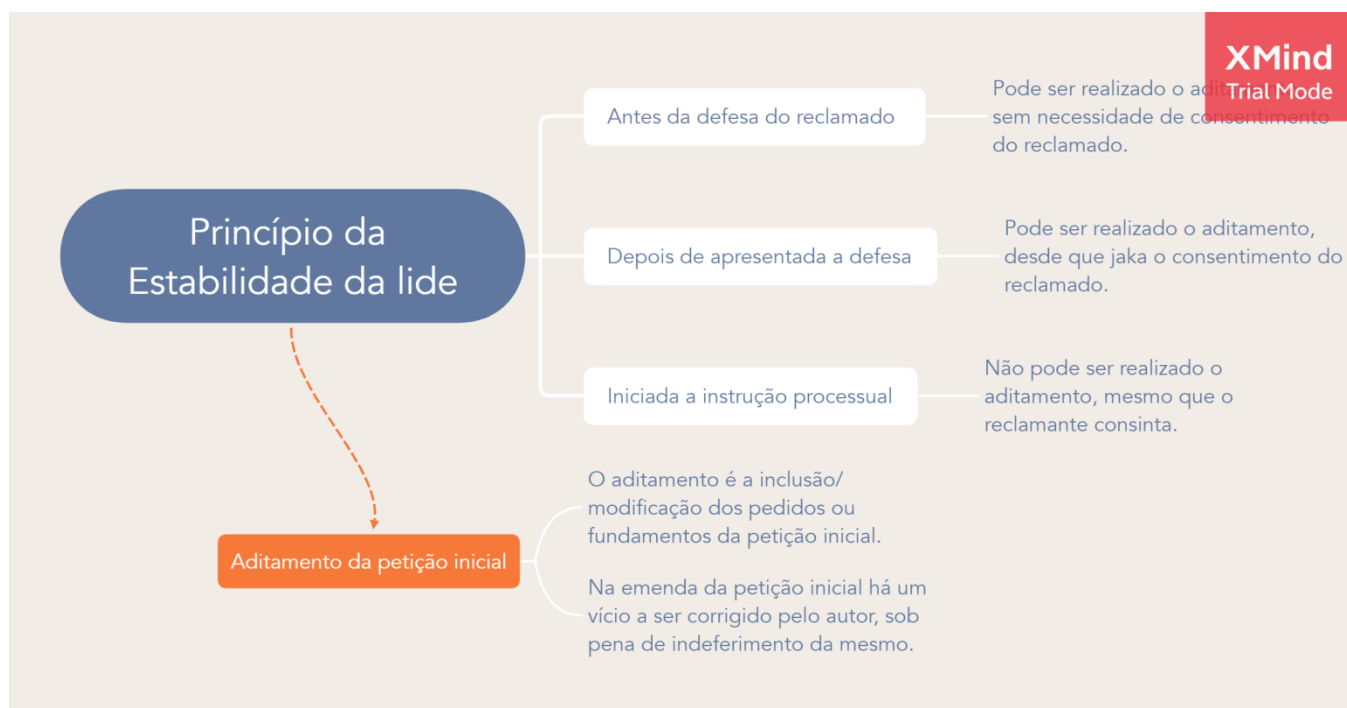 XMind
Trial Mode
Antes da defesa do reclamado
Pode ser realizado o
sem necessidade de consentimento
do reclamado.
Princípio da
Estabilidade da lide
Depois de apresentada a defesa
Pode ser realizado o aditamento,
desde que jaka o consentimento do
reclamado.
Iniciada a instrução processual
Não pode ser realizado o
aditamento, mesmo que o
reclamante consinta.
Aditamento da petição inicial
O aditamento é a inclusão/
modificação dos pedidos ou
fundamentos da petição inicial.
Na emenda da petição inicial há um
vício a ser corrigido pelo autor, sob
pena de indeferimento da mesmo.